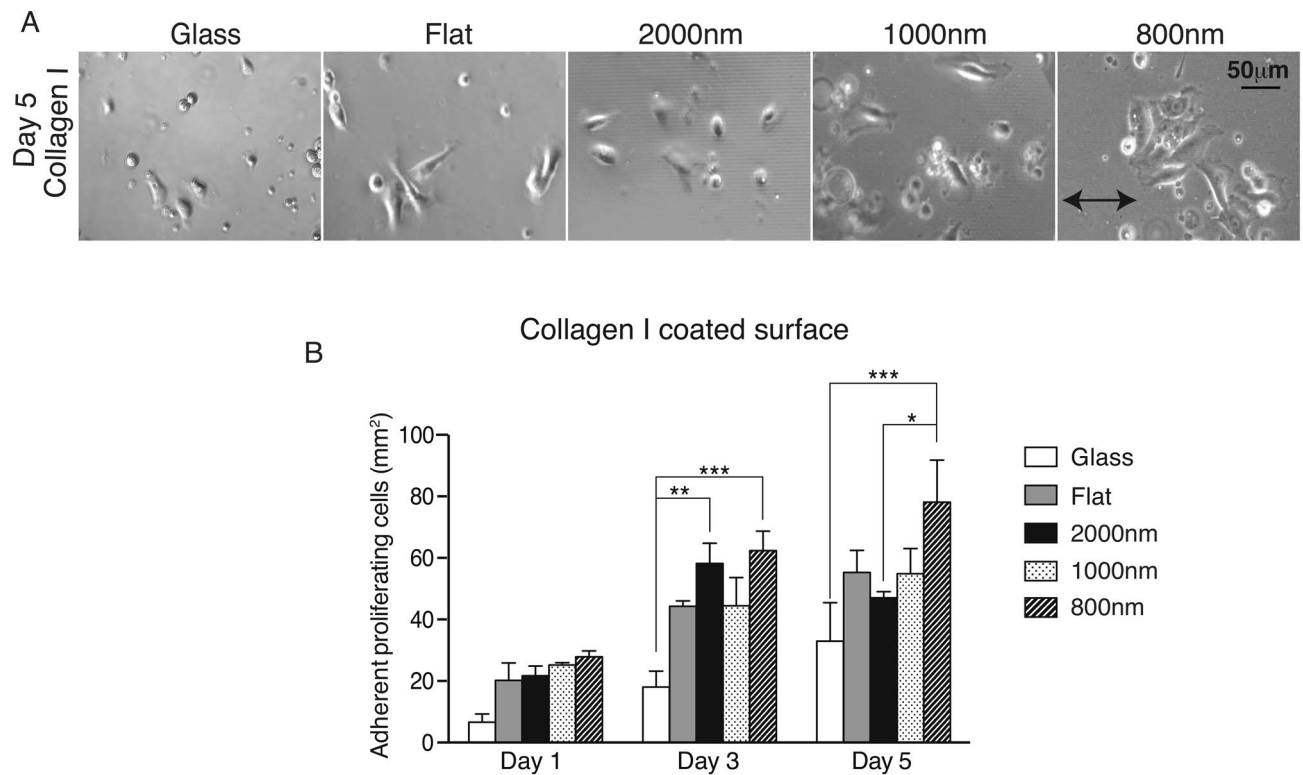 A
Glass
Flat
2000nm
1000nm
800nm
Day 5
Collagen I
50μm
Collagen I coated surface
B
***
*
***
**
Adherent proliferating cells (mm²)
100
80
60
40
20
0
Day 1
Day 3
Day 5
Glass
Flat
2000nm
1000nm
800nm